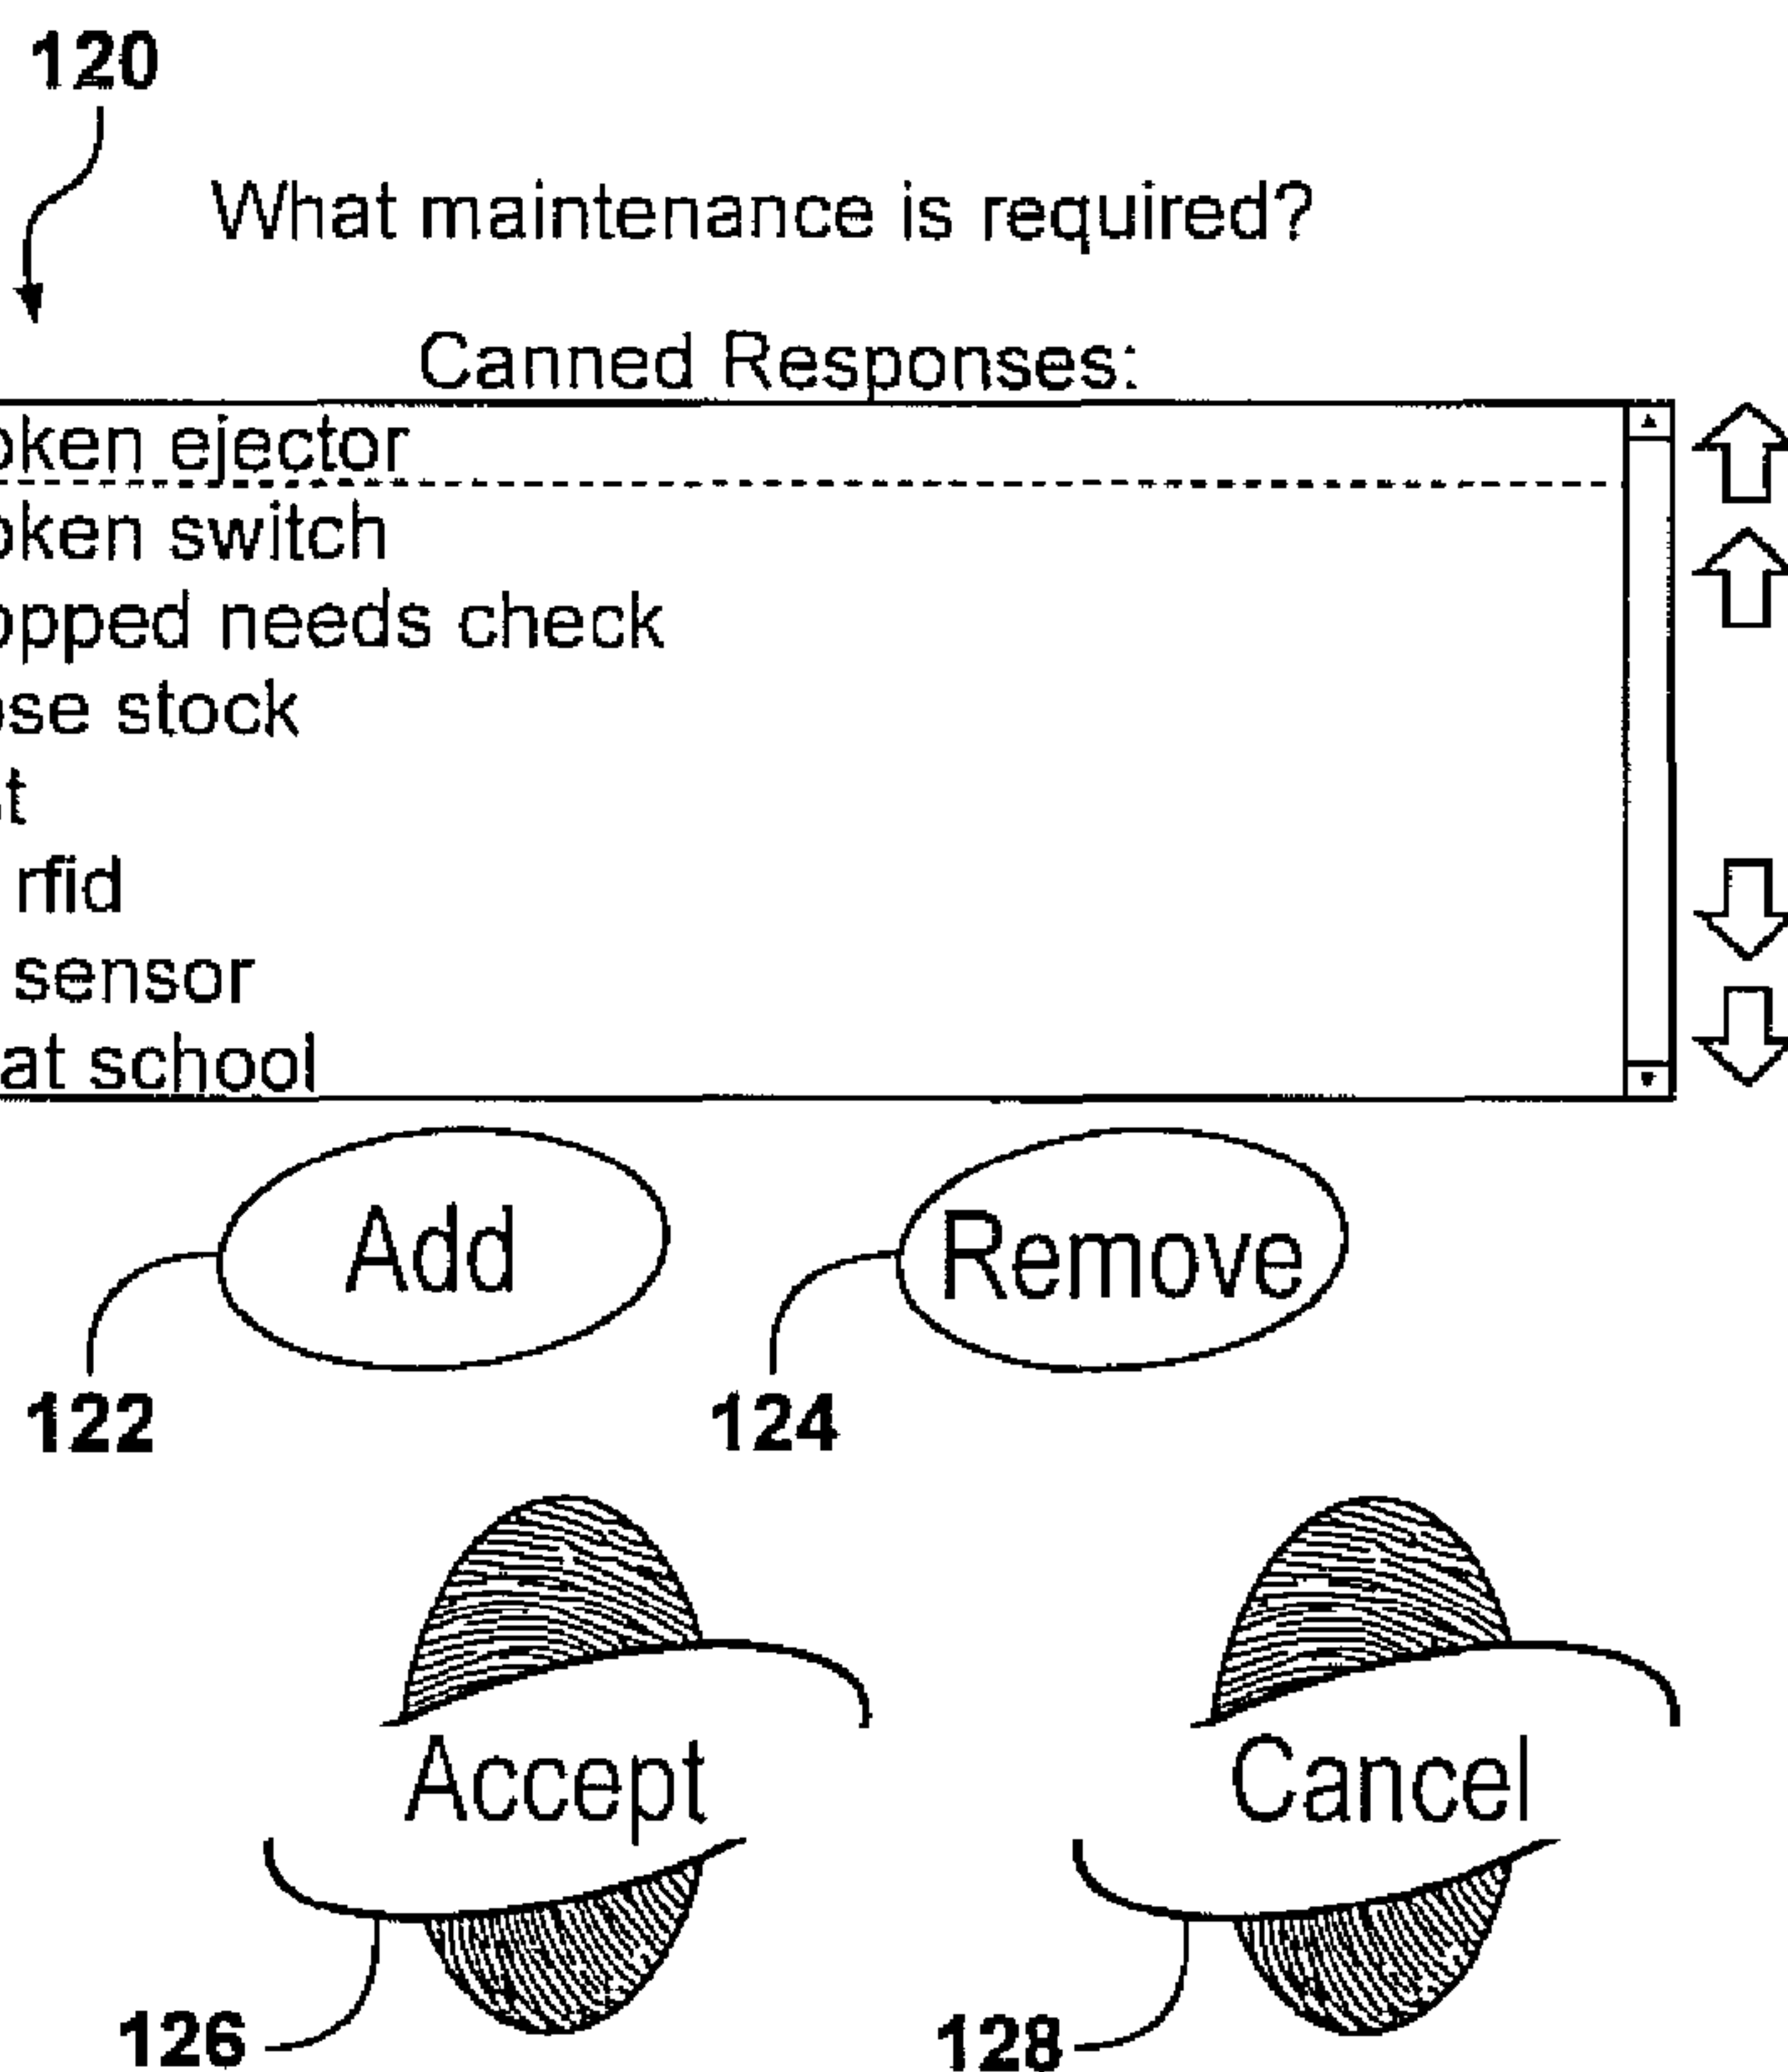 120
What maintenance is required?
Canned Responses:
oken ejector
oken switch
opped needs check
ose stock
t
rfid
sensor
at school
Add
Remove
122
124
Accept
Cancel
126
128